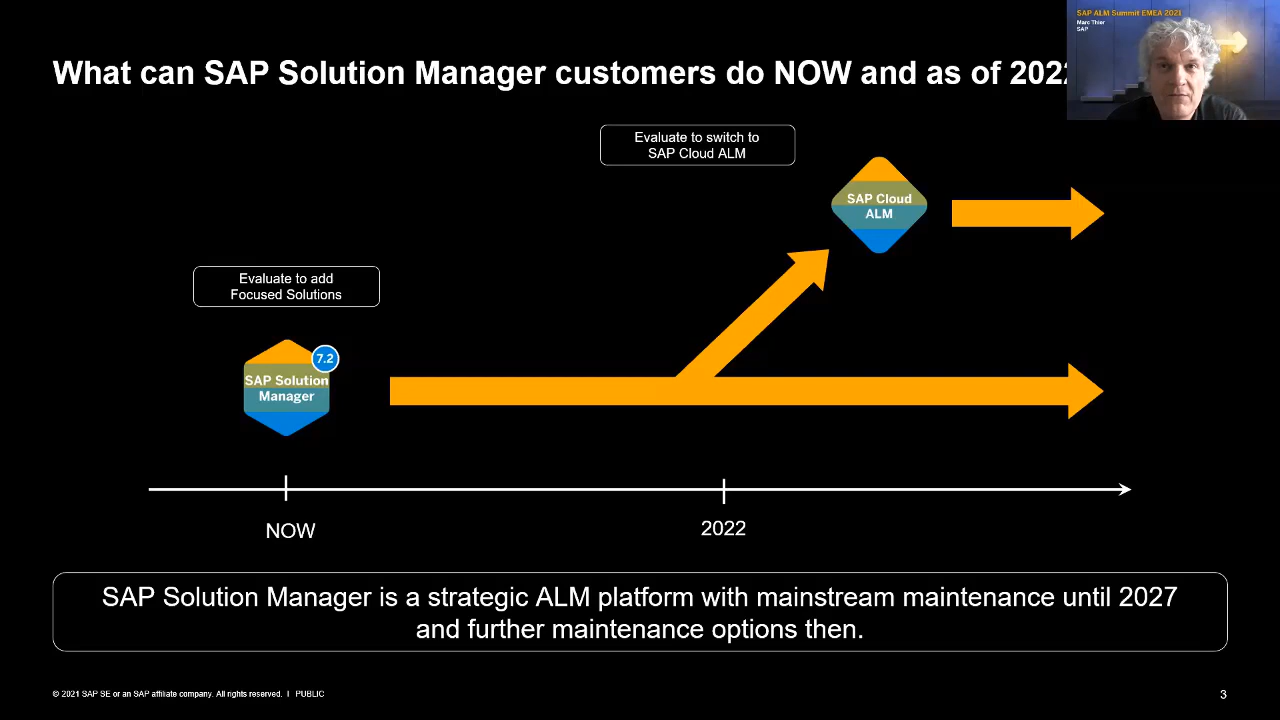 SAP ALM Summit EMEA 2021
Marc Thier
SAP
What can SAP Solution Manager customers do NOW and as of 202
Evaluate to switch to
SAP Cloud ALM
SAP Cloud
ALM
Evaluate to add
Focused Solutions
7.2
SAP Solution
Manager
NOW
2022
SAP Solution Manager is a strategic ALM platform with mainstream maintenance until 2027
and further maintenance options then.
© 2021 SAP SE or an SAP affiliate company. All rights reserved. I PUBLIC
3